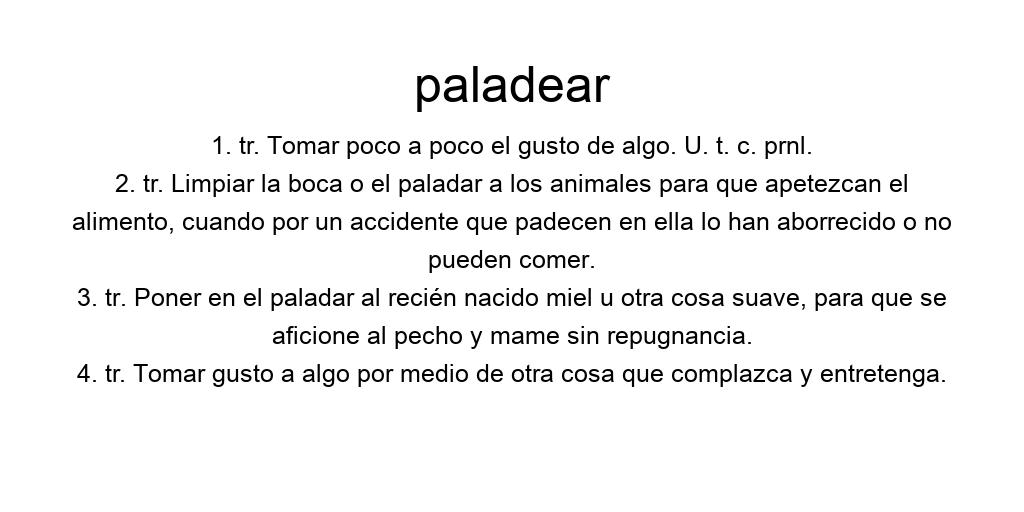 paladear
1. tr. Tomar poco a poco el gusto de algo. U. t. c. prnl.
2. tr. Limpiar la boca o el paladar a los animales para que apetezcan el
alimento, cuando por un accidente que padecen en ella lo han aborrecido o no
pueden comer.
3. tr. Poner en el paladar al recién nacido miel u otra cosa suave, para que se
aficione al pecho y mame sin repugnancia.
4. tr. Tomar gusto a algo por medio de otra cosa que complazca y entretenga.